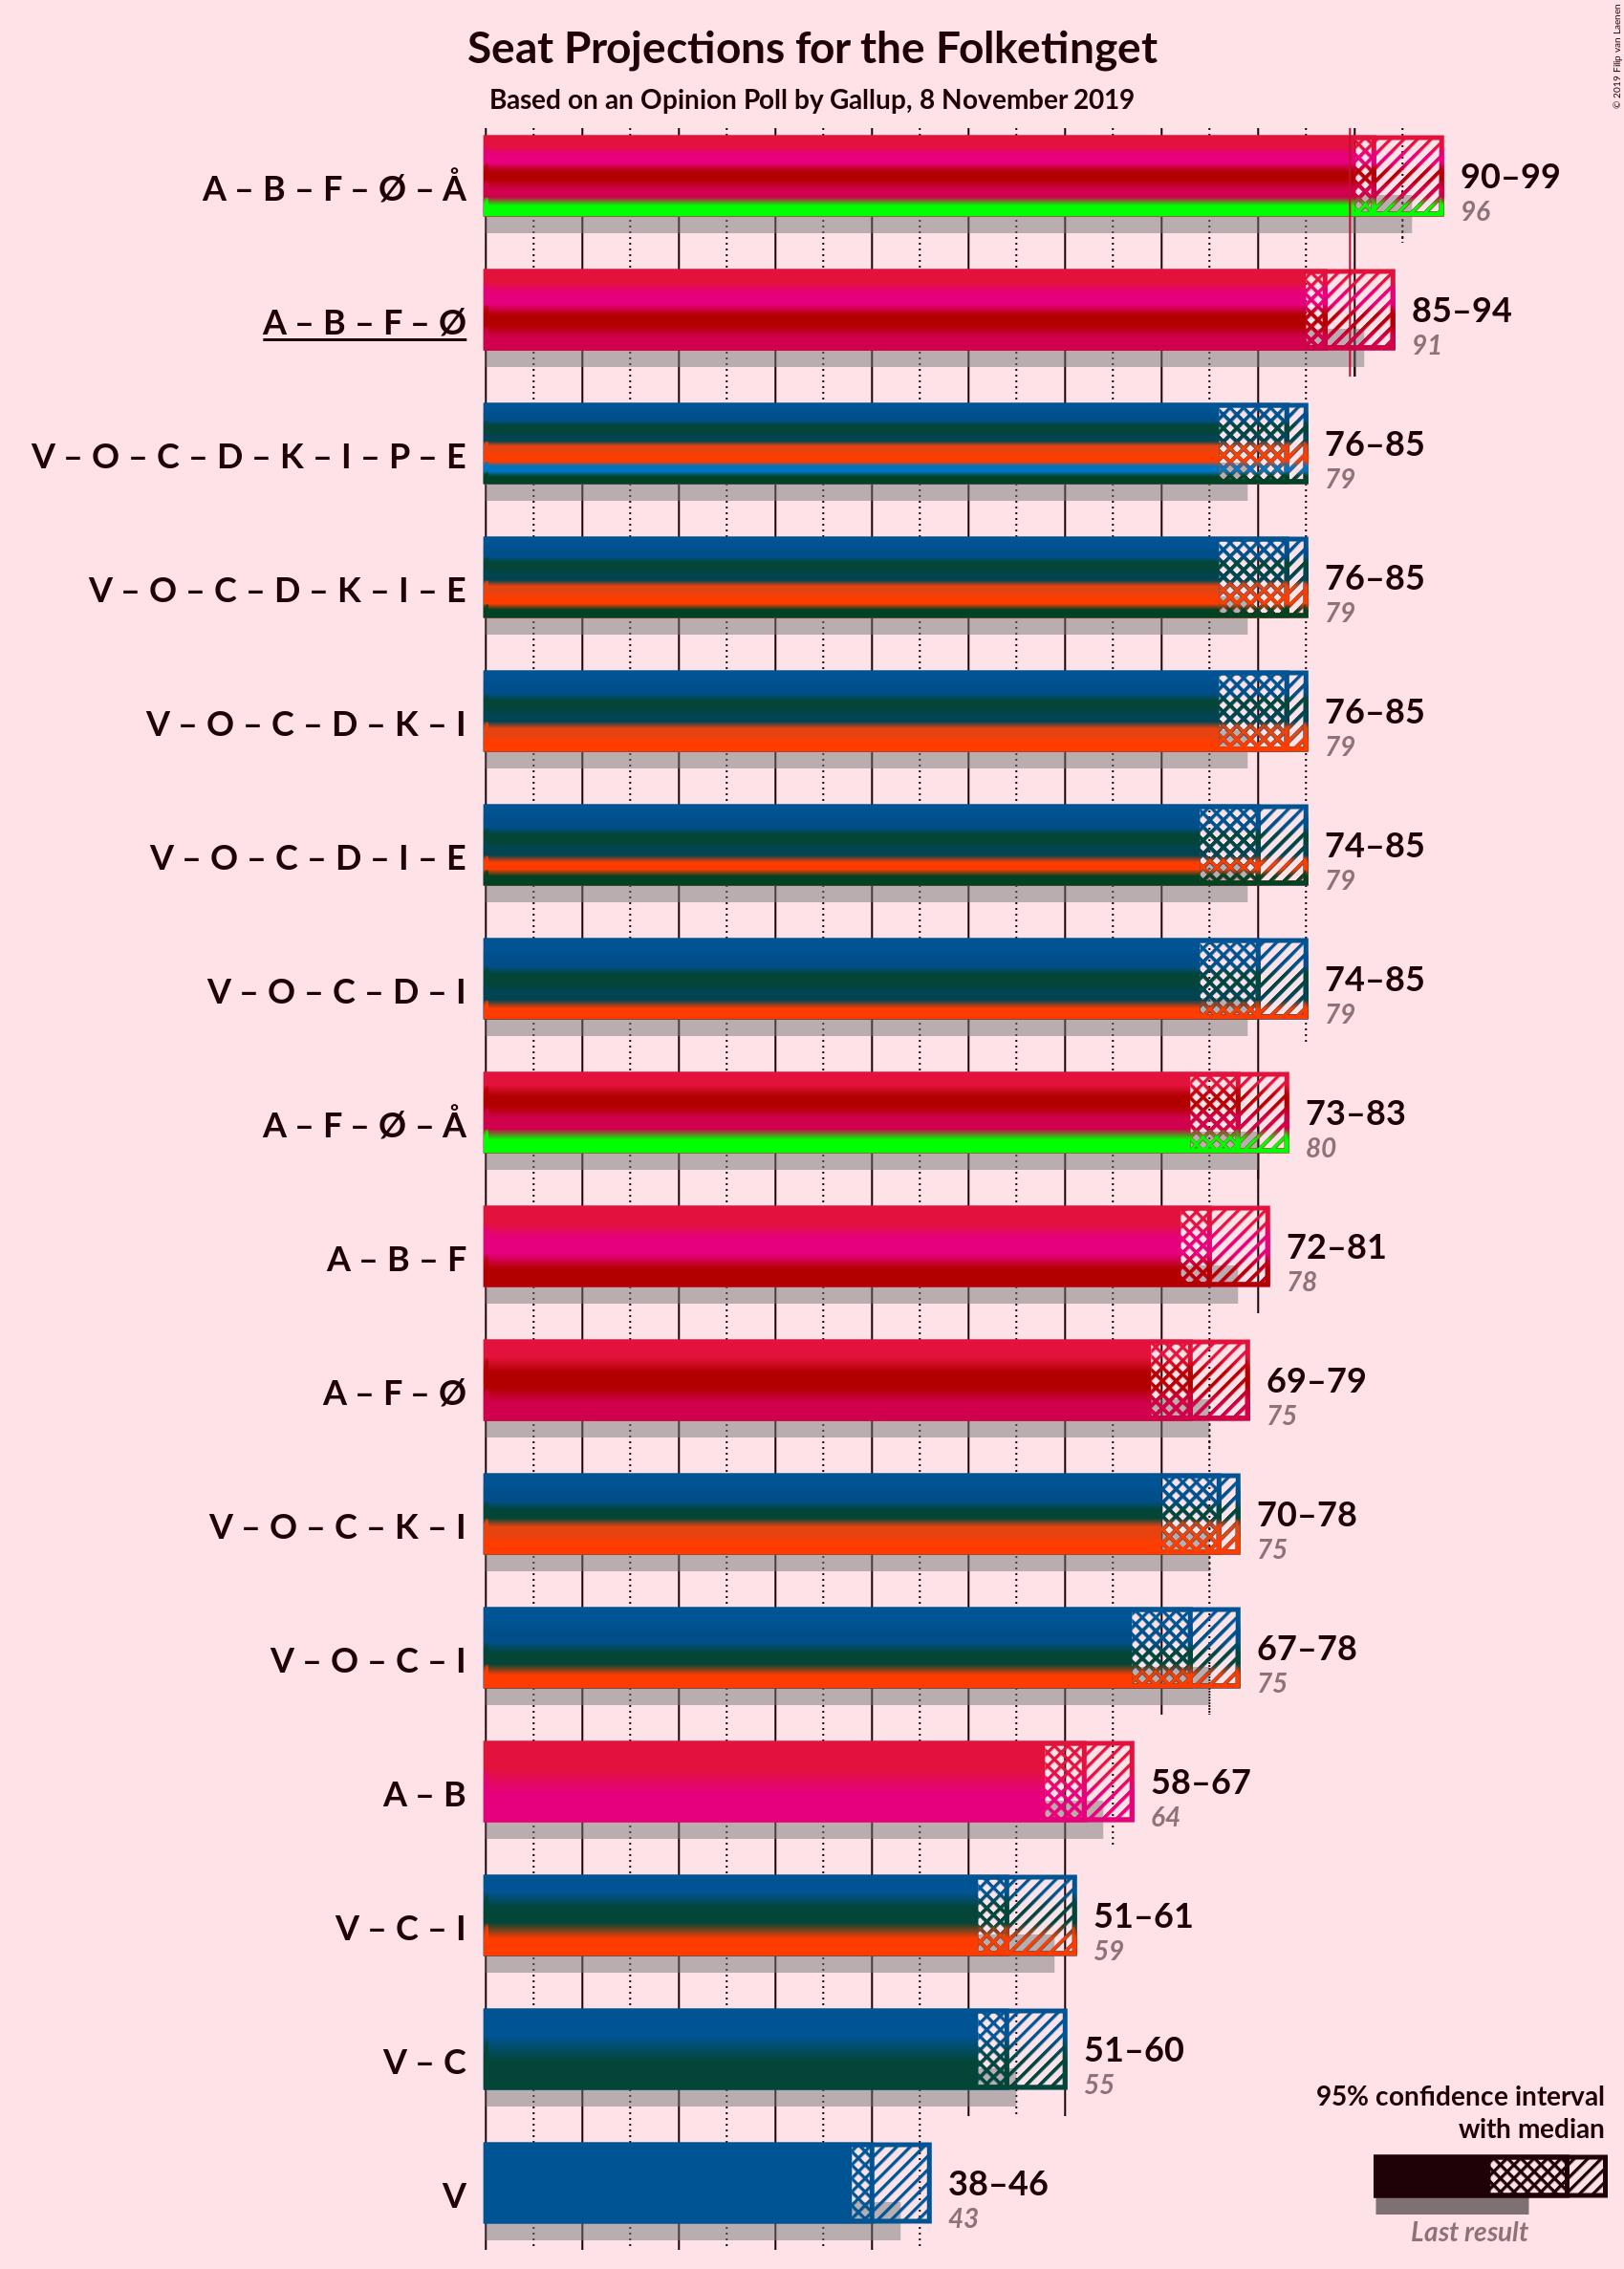 Seat Projections for the Folketinget
Based on an Opinion Poll by Gallup, 8 November 2019
© 2019 Filip van Laenen
A – B – F – Ø – Å
90–99
96
A – B – F – Ø
85–94
91
V – O – C – D – K – I – P – E
76–85
79
V – O – C – D – K – I – E
76–85
79
V – O – C – D – K – I
76–85
79
V – O – C – D – I – E
74–85
79
V – O – C – D – I
74–85
79
A – F – Ø – Å
73–83
80
A – B – F
72–81
78
A – F – Ø
69–79
75
V – O – C – K – I
70–78
75
V – O – C – I
67–78
75
A – B
58–67
64
V – C – I
51–61
59
V – C
51–60
55
V
38–46
43
95% confidence interval
with median
Last result